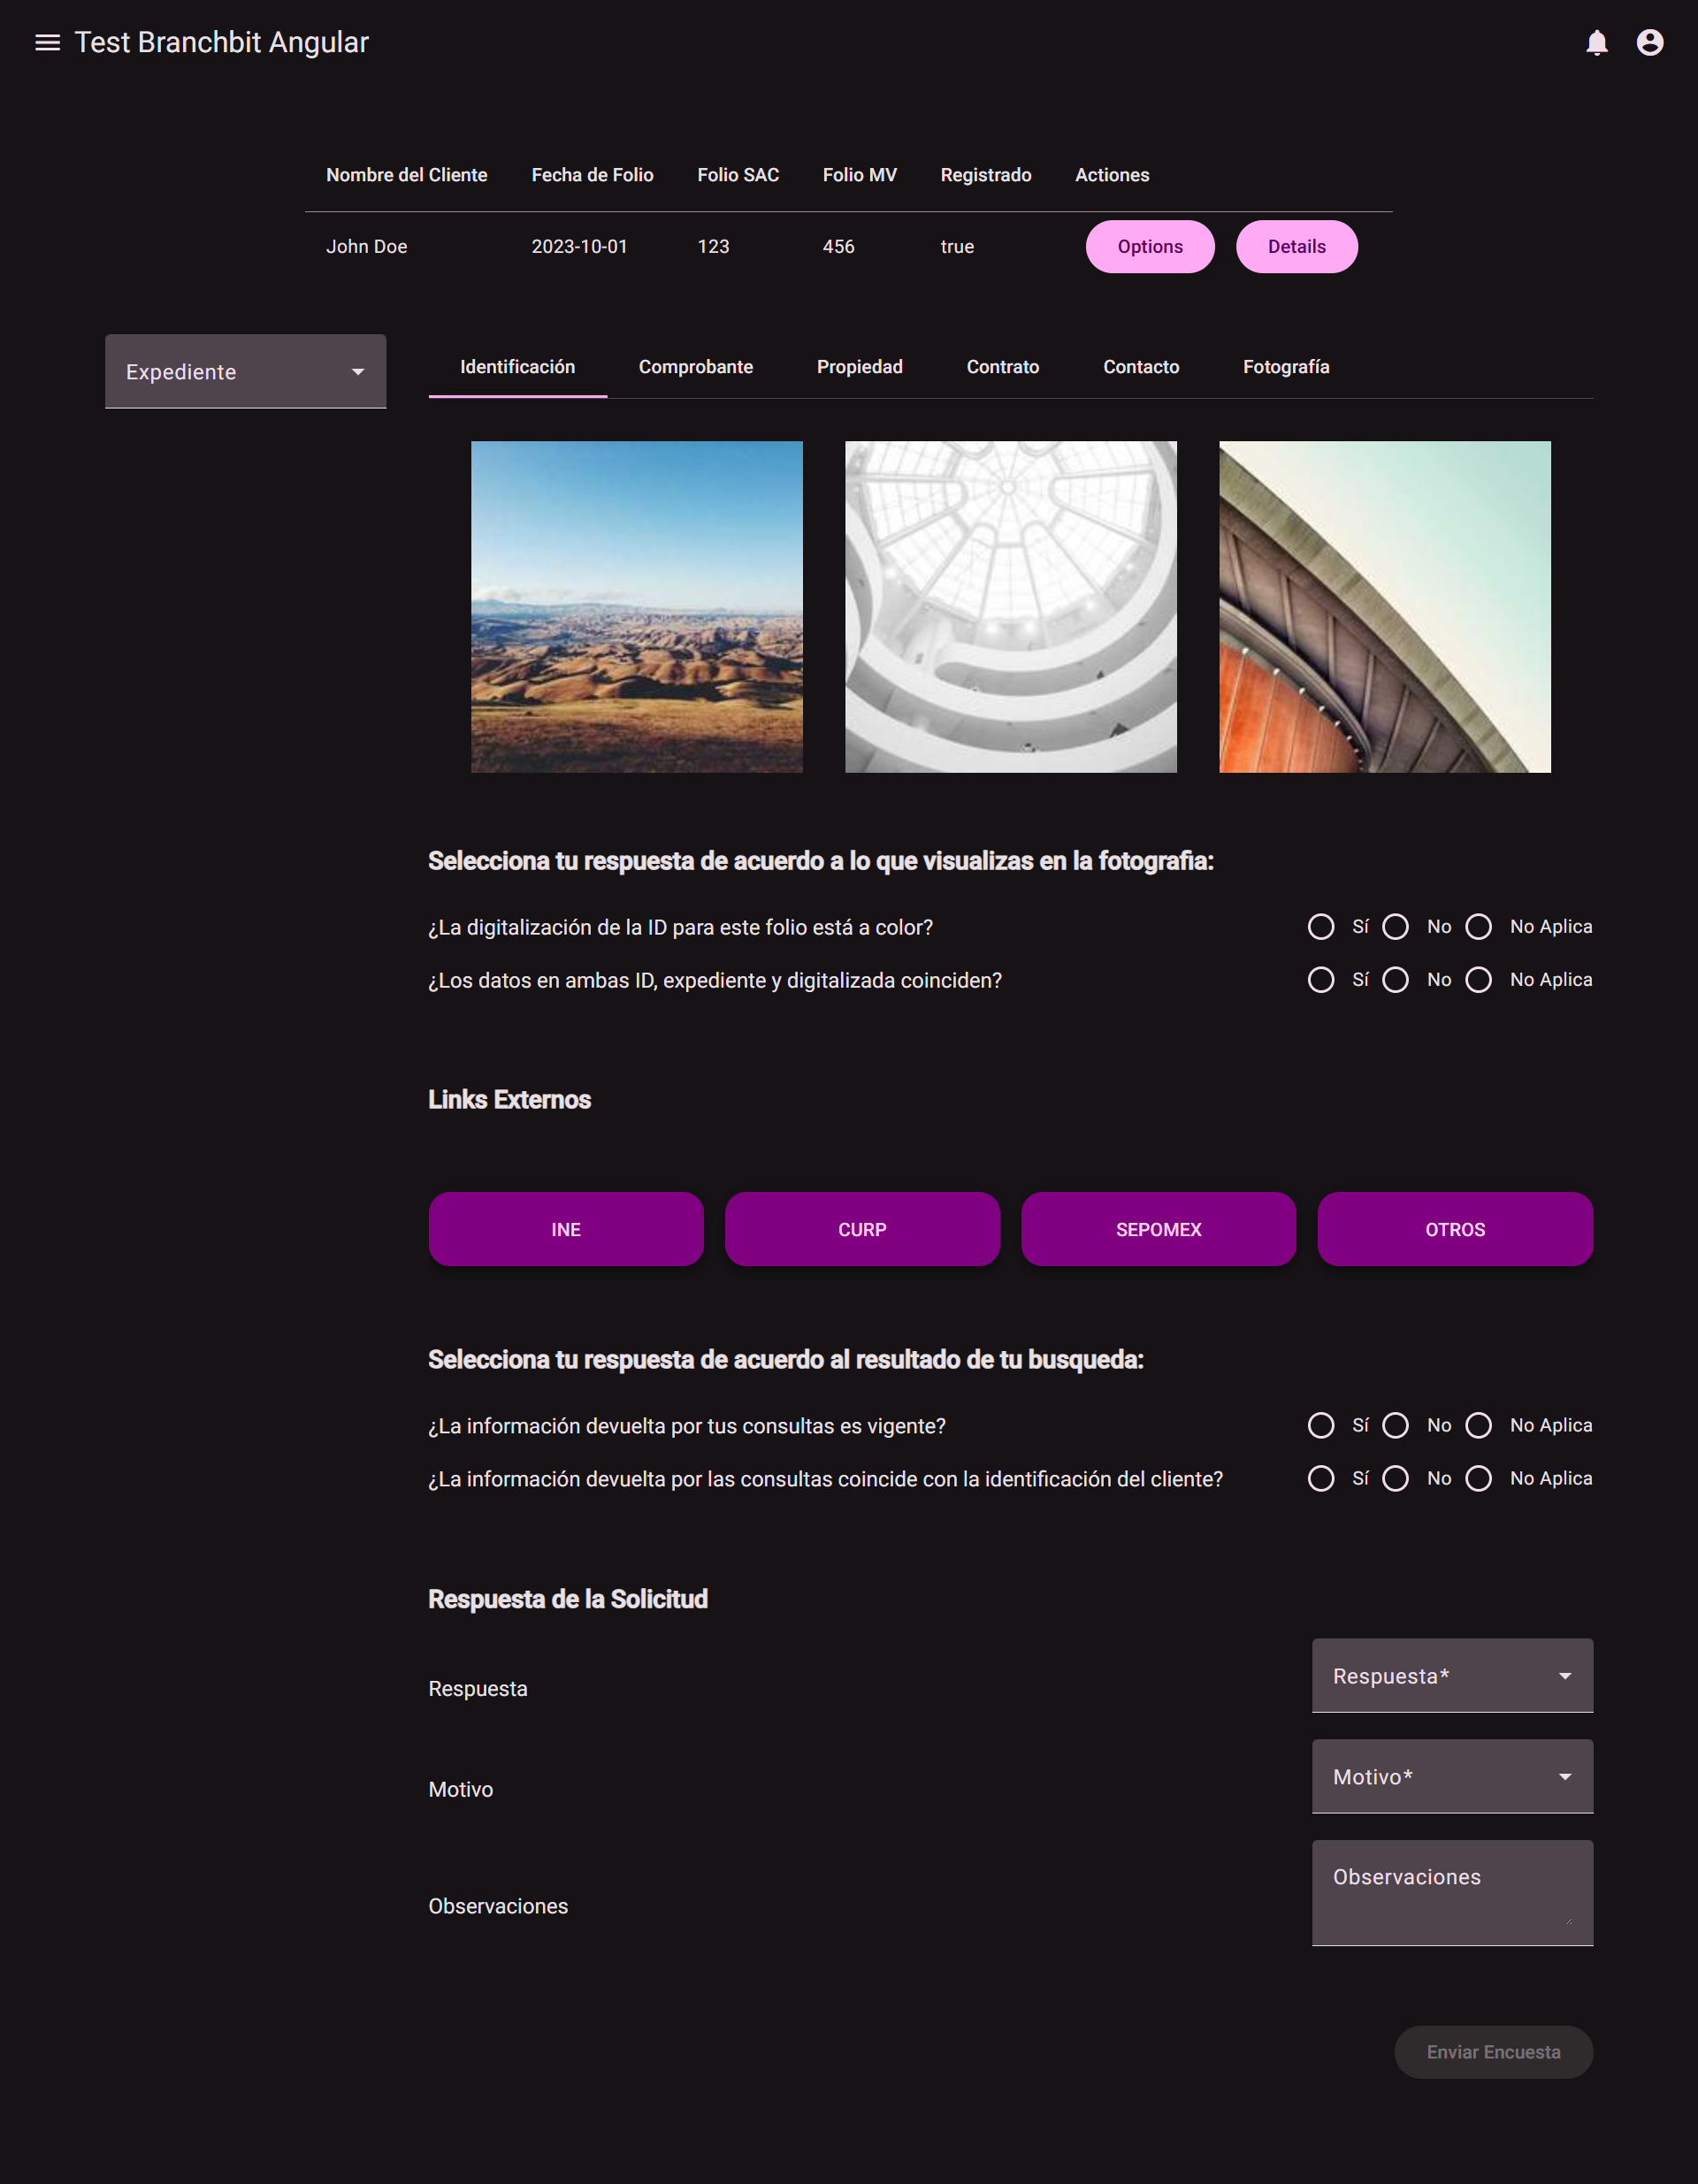 Test Branchbit Angular
Nombre del Cliente Fecha de Folio Folio SAC Folio MV Registrado Actiones
John Doe 2023-10-01 123 456 true Options Details
Expediente
Identificación Comprobante Propiedad Contrato Contacto Fotografía
Selecciona tu respuesta de acuerdo a lo que visualizas en la fotografia:
¿La digitalización de la ID para este folio está a color? Sí No No Aplica
¿Los datos en ambas ID, expediente y digitalizada coinciden? Sí No No Aplica
Links Externos
INE CURP SEPOMEX OTROS
Selecciona tu respuesta de acuerdo al resultado de tu busqueda:
¿La información devuelta por tus consultas es vigente? Sí No No Aplica
¿La información devuelta por las consultas coincide con la identificación del cliente? Sí No No Aplica
Respuesta de la Solicitud
Respuesta Respuesta*
Motivo Motivo*
Observaciones Observaciones
Enviar Encuesta